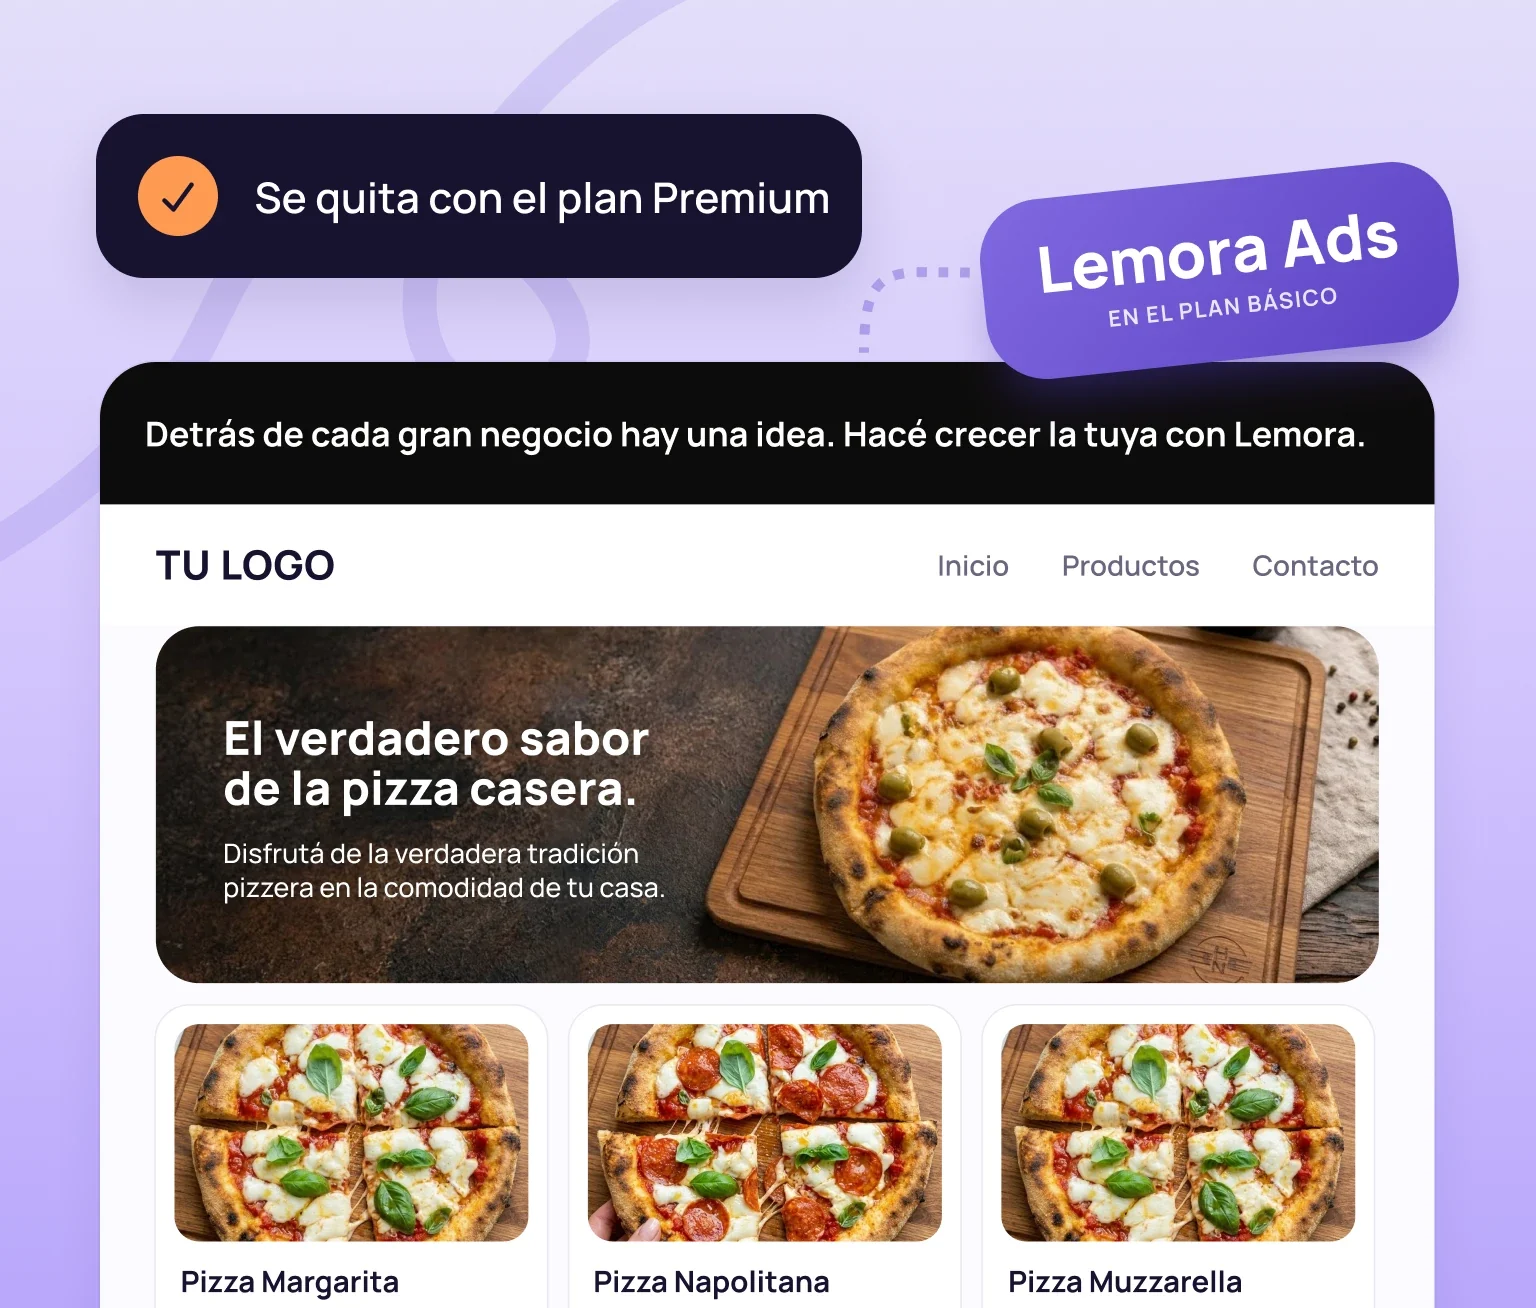 Se quita con el plan Premium
Lemora Ads
EN EL PLAN BÁSICO
Detrás de cada gran negocio hay una idea. Hacé crecer la tuya con Lemora.
TU LOGO
Inicio Productos Contacto
El verdadero sabor
de la pizza casera.
Disfrutá de la verdadera tradición
pizzera en la comodidad de tu casa.
Pizza Margarita
Pizza Napolitana
Pizza Muzzarella